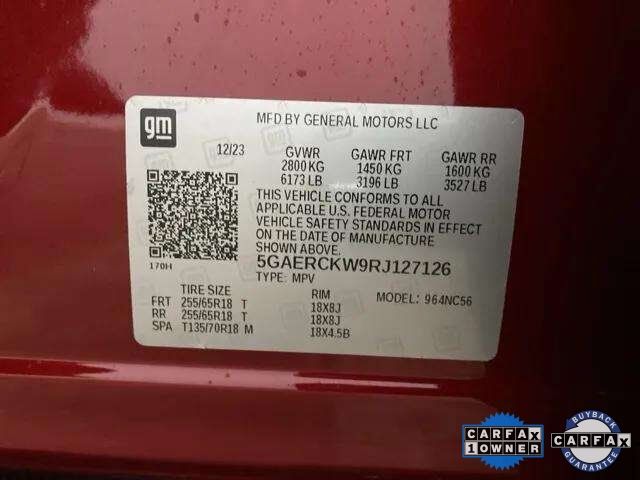 gm
MFD BY GENERAL MOTORS LLC
12/23 GVWR GAWR FRT GAWR RR
2800 KG 1450 KG 1600 KG
6173 LB 3196 LB 3527 LB
THIS VEHICLE CONFORMS TO ALL
APPLICABLE U.S. FEDERAL MOTOR
VEHICLE SAFETY STANDARDS IN EFFECT
ON THE DATE OF MANUFACTURE
SHOWN ABOVE.
170H
5GAERCKW9RJ127126
TYPE: MPV
TIRE SIZE RIM MODEL: 964NC56
FRT 255/65R18 T 18X8J
RR 255/65R18 T 18X8J
SPA T135/70R18 M 18X4.5B
CARFAX
1 OWNER
BUYBACK
CARFAX
GUARANTEE